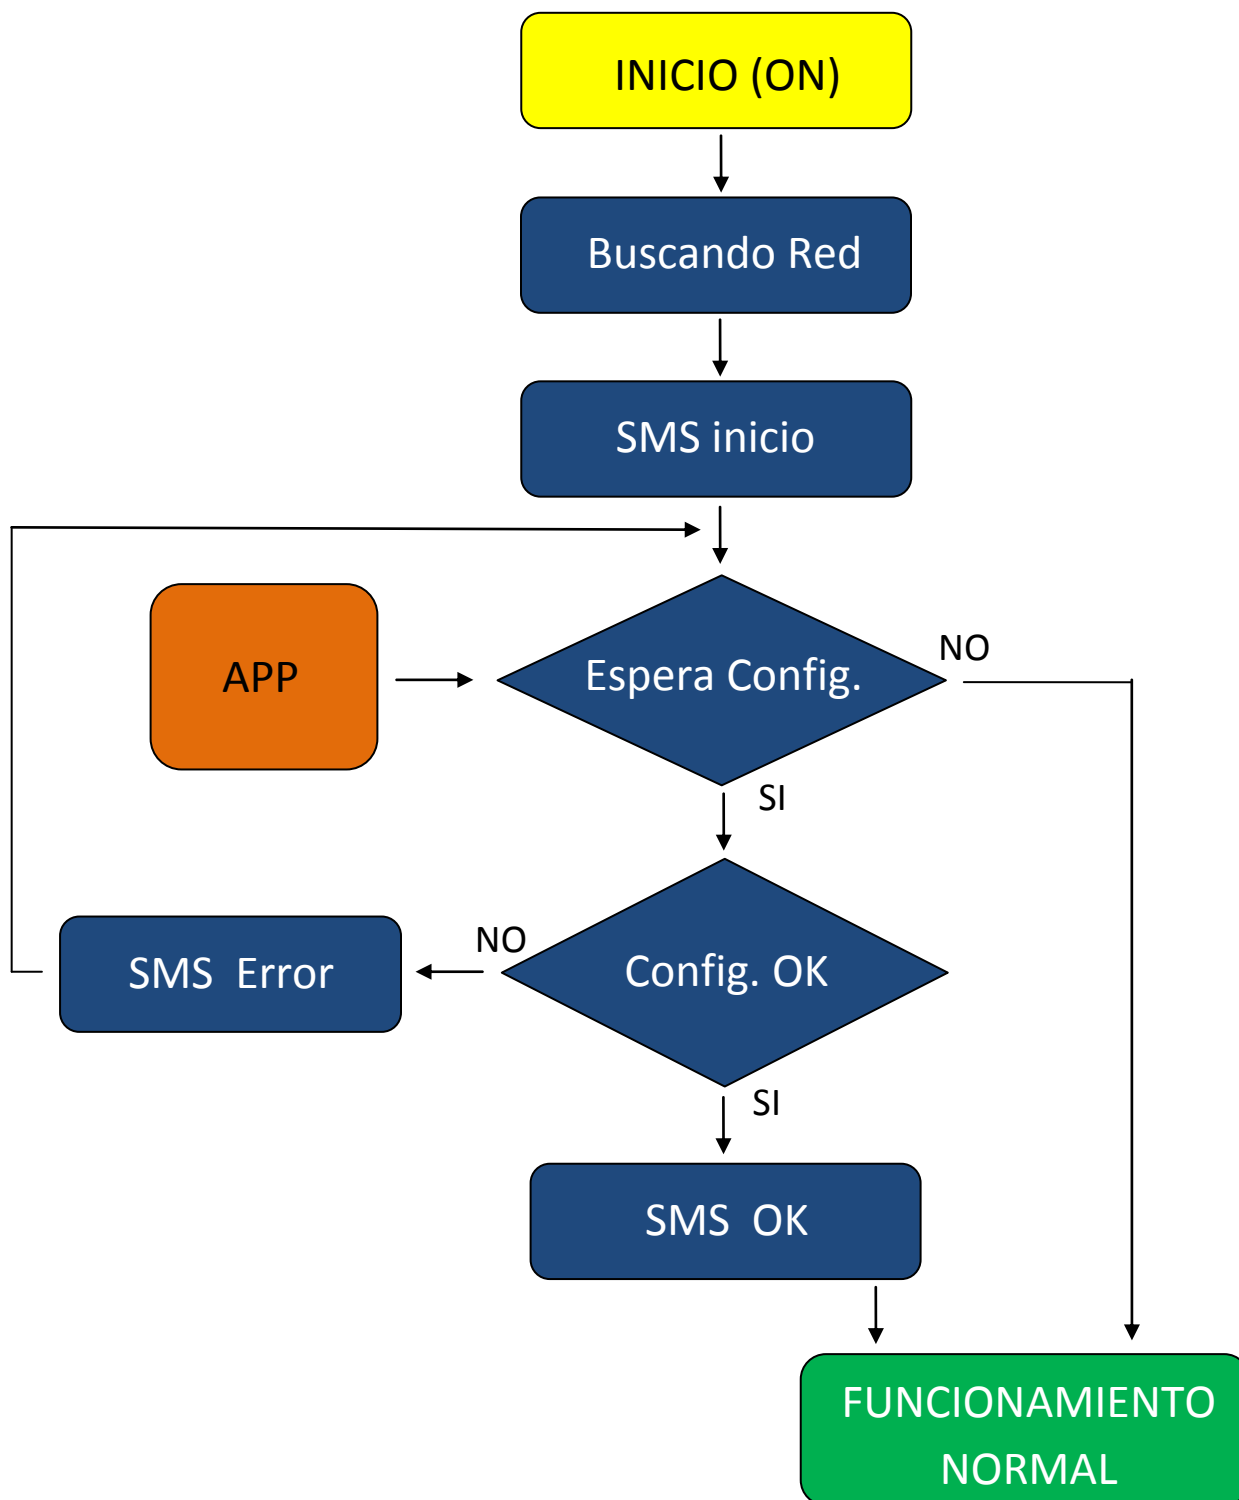 INICIO (ON)
Buscando Red
SMS inicio
APP
Espera Config.
NO
SI
SMS  Error
NO
Config. OK
SI
SMS  OK
FUNCIONAMIENTO
NORMAL